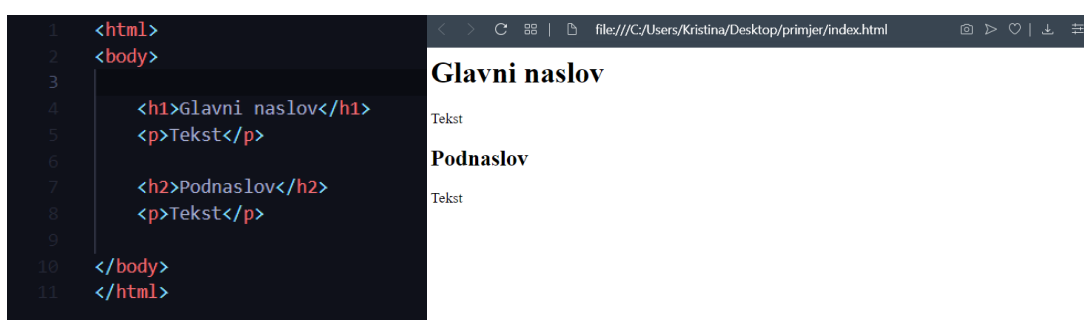 1 <html>
2 <body>
3
4 <h1>Glavni naslov</h1>
5 <p>Tekst</p>
6
7 <h2>Podnaslov</h2>
8 <p>Tekst</p>
9
10 </body>
11 </html>
file:///C:/Users/Kristina/Desktop/primjer/index.html
Glavni naslov
Tekst
Podnaslov
Tekst